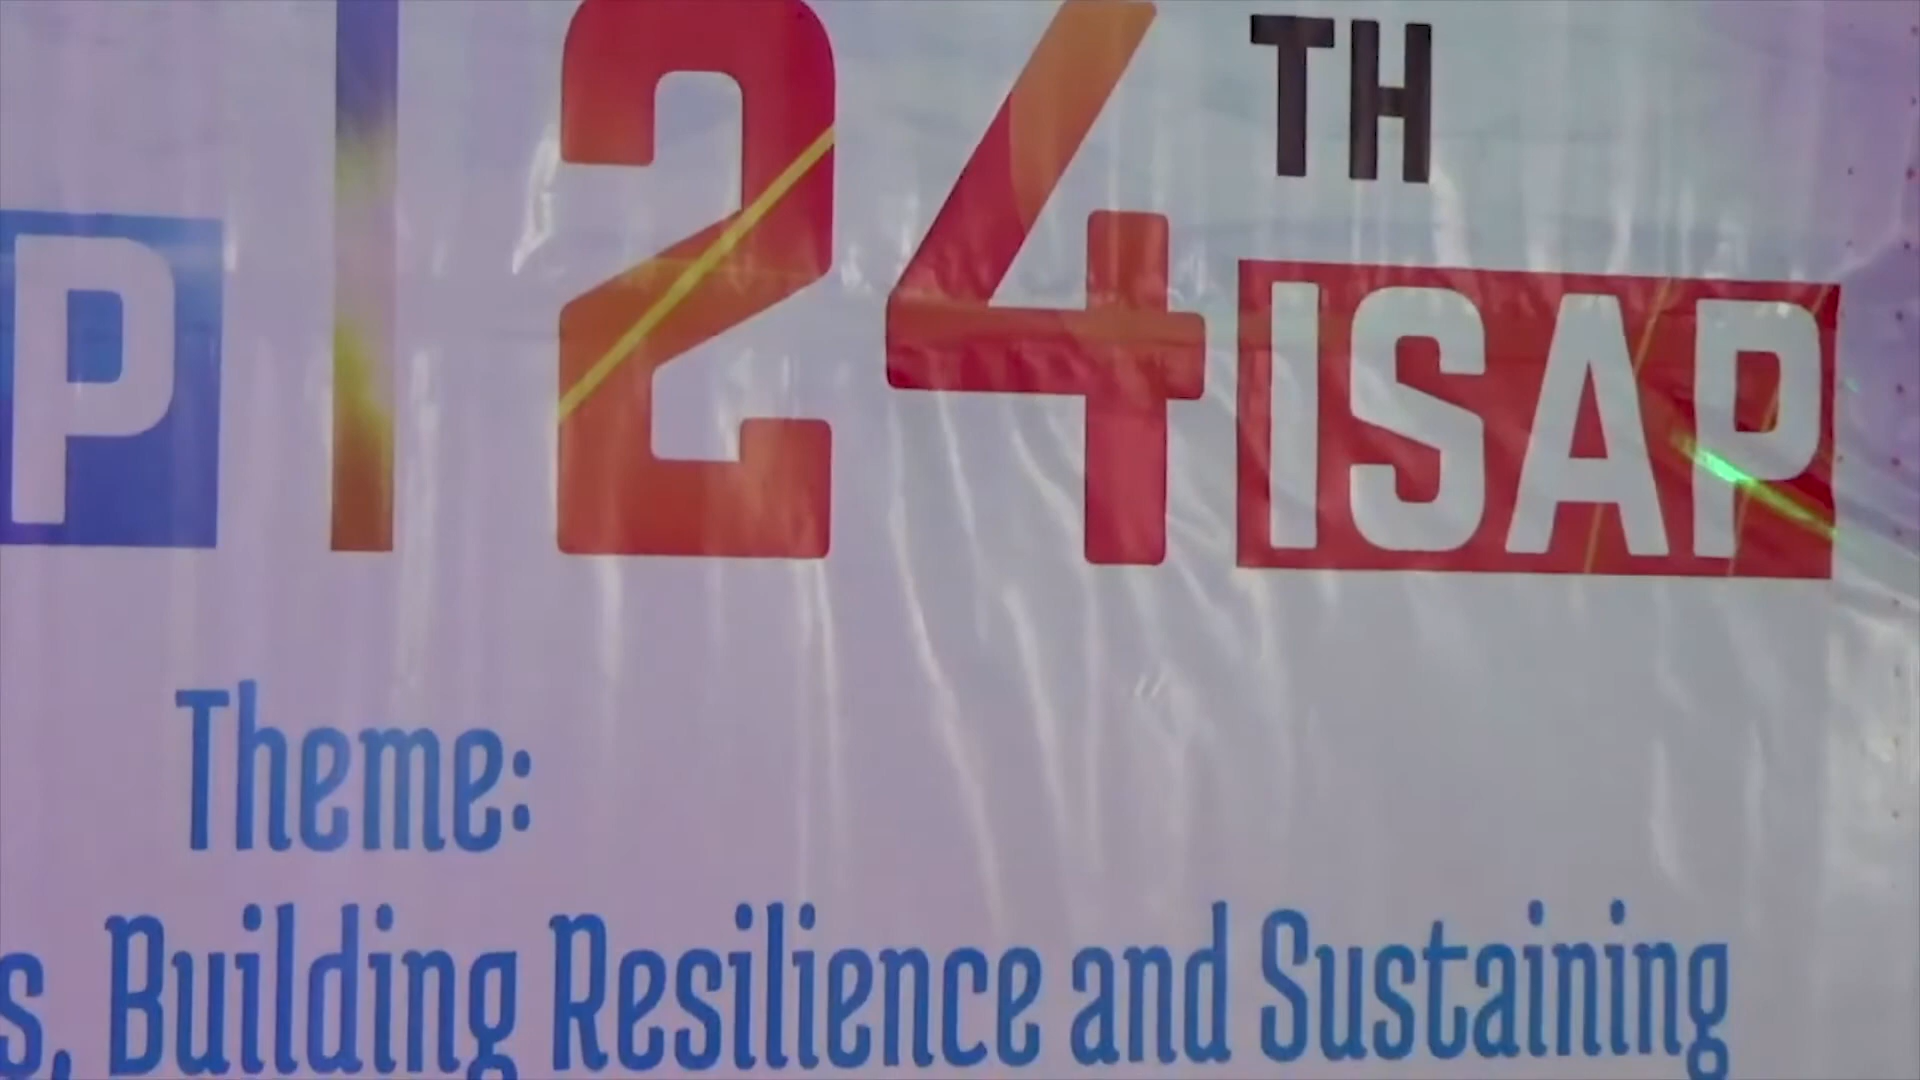 P | 24TH ISAP
Theme:
s, Building Resilience and Sustaining